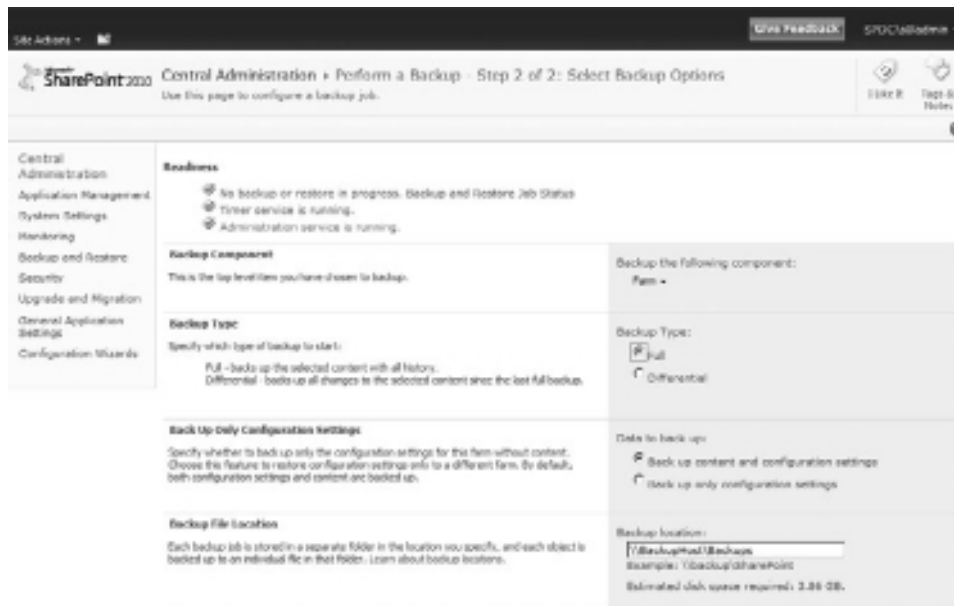 Site Actions
Give Feedback
SharePoint 2010
Central Administration ▸ Perform a Backup - Step 2 of 2: Select Backup Options
Use this page to configure a backup job.
I Like It
Tags &
Notes
Central
Administration
Application Management
System Settings
Monitoring
Backup and Restore
Security
Upgrade and Migration
General Application
Settings
Configuration Wizards
Readiness
No backup or restore in progress. Backup and Restore Job Status
Timer service is running.
Administration service is running.
Backup Component
This is the top level item you have chosen to backup.
Backup the following component:
Farm
Backup Type
Specify which type of backup to start:
Full - backs up the selected content with all history.
Differential - backs up all changes to the selected content since the last full backup.
Backup Type:
Full
Differential
Back Up Only Configuration Settings
Specify whether to back up only the configuration settings for this farm without content.
Choose this feature to restore configuration settings only to a different farm. By default,
both configuration settings and content are backed up.
Data to back up:
Back up content and configuration settings
Back up only configuration settings
Backup File Location
Each backup job is stored in a separate folder in the location you specify, and each object is
backed up to an individual file in that folder. Learn about backup locations.
Backup location:
\\BackupHost\Backups
Example: \\backup\SharePoint
Estimated disk space required: 3.86 GB.